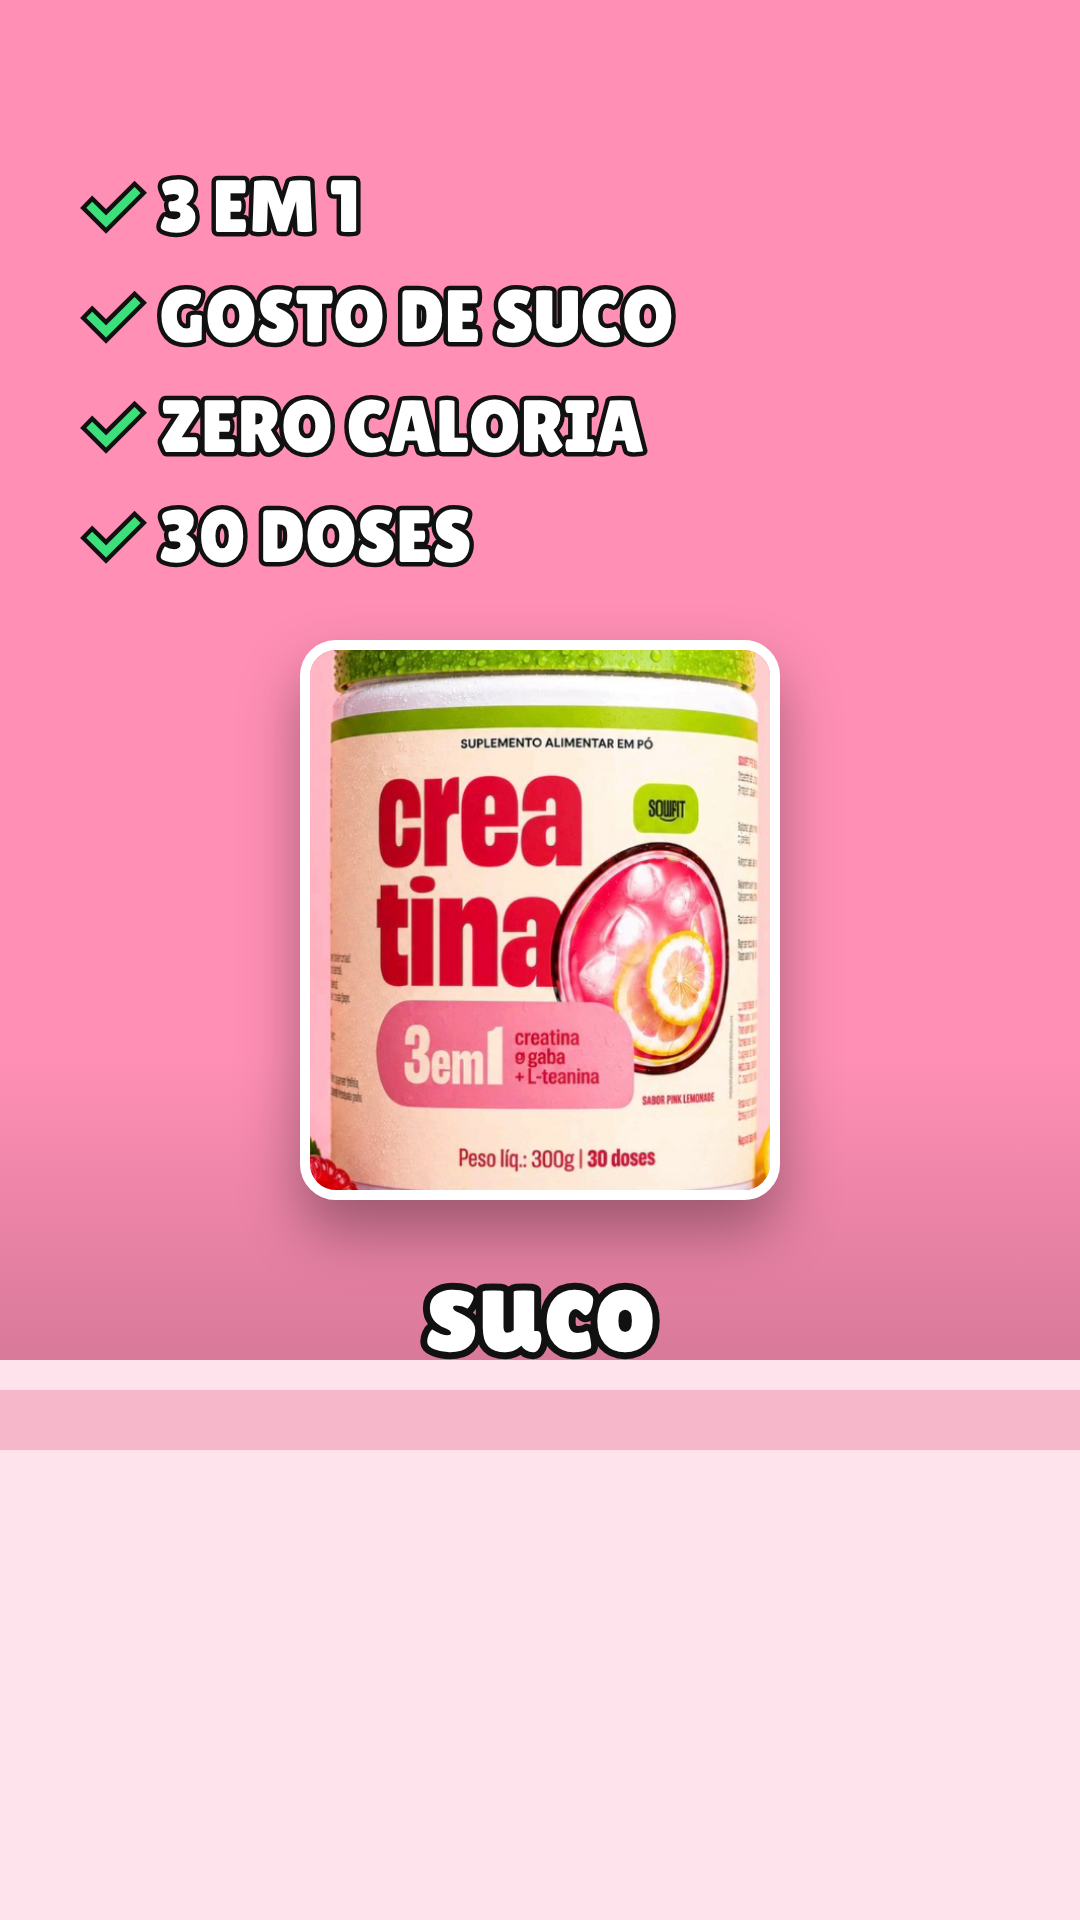 3 EM 1
GOSTO DE SUCO
ZERO CALORIA
30 DOSES
SUPLEMENTO ALIMENTAR EM PÓ
crea
tina
SOUFIT
3em1
creatina
gaba
+ L-teanina
SABOR PINK LEMONADE
Peso líq.: 300g | 30 doses
suco